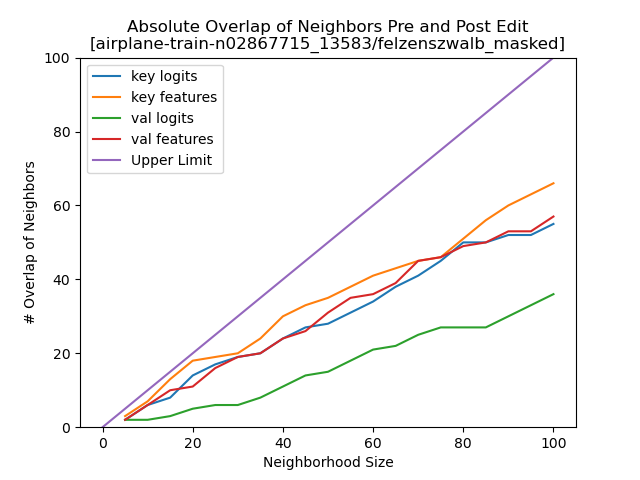 Absolute Overlap of Neighbors Pre and Post Edit
[airplane-train-n02867715_13583/felzenszwalb_masked]
key logits
key features
val logits
val features
Upper Limit
# Overlap of Neighbors
100
80
60
40
20
0
0 20 40 60 80 100
Neighborhood Size